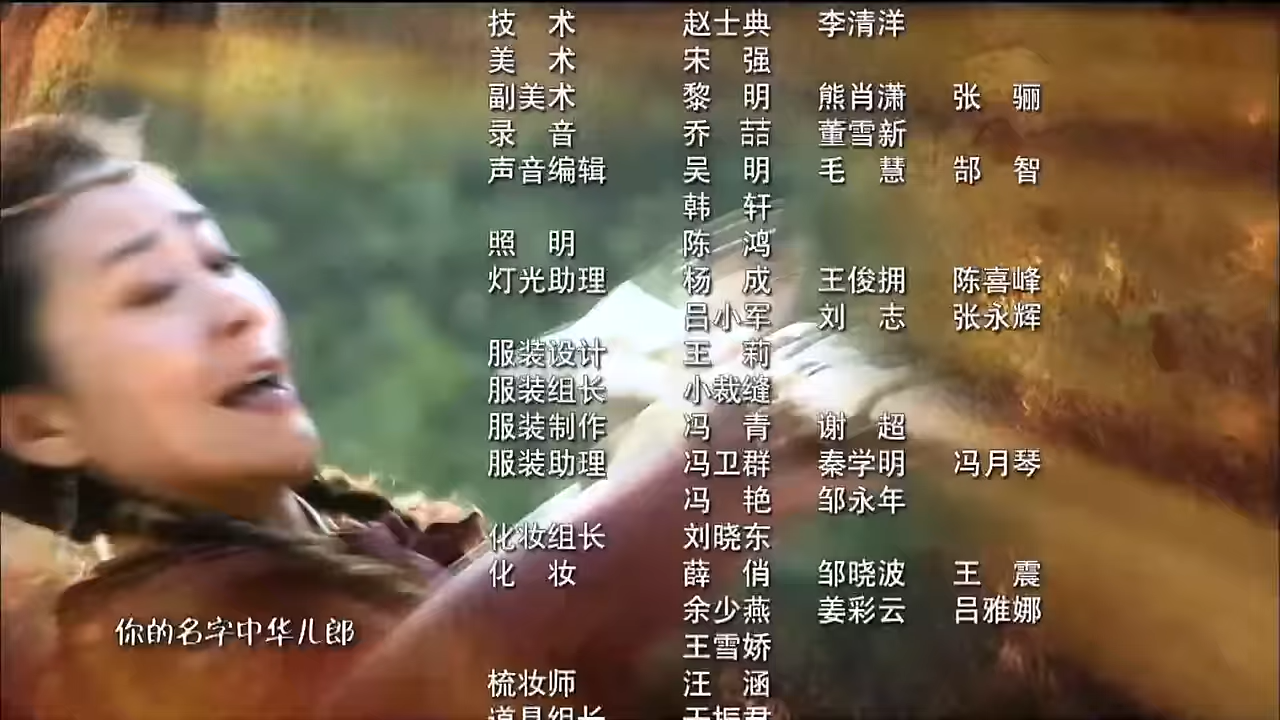 技 术 赵士典 李清洋
美 术 宋 强
副美术 黎 明 熊肖潇 张 骊
录 音 乔 喆 董雪新
声音编辑 吴 明 毛 慧 郜 智
韩 轩
照 明 陈 鸿
灯光助理 杨 成 王俊拥 陈喜峰
吕小军 刘 志 张永辉
服装设计 王 莉
服装组长 小裁缝
服装制作 冯 青 谢 超
服装助理 冯卫群 秦学明 冯月琴
冯 艳 邹永年
化妆组长 刘晓东
化 妆 薛 俏 邹晓波 王 震
余少燕 姜彩云 吕雅娜
你的名字中华儿郎
王雪娇
梳妆师 汪 涵
道具组长 王振君